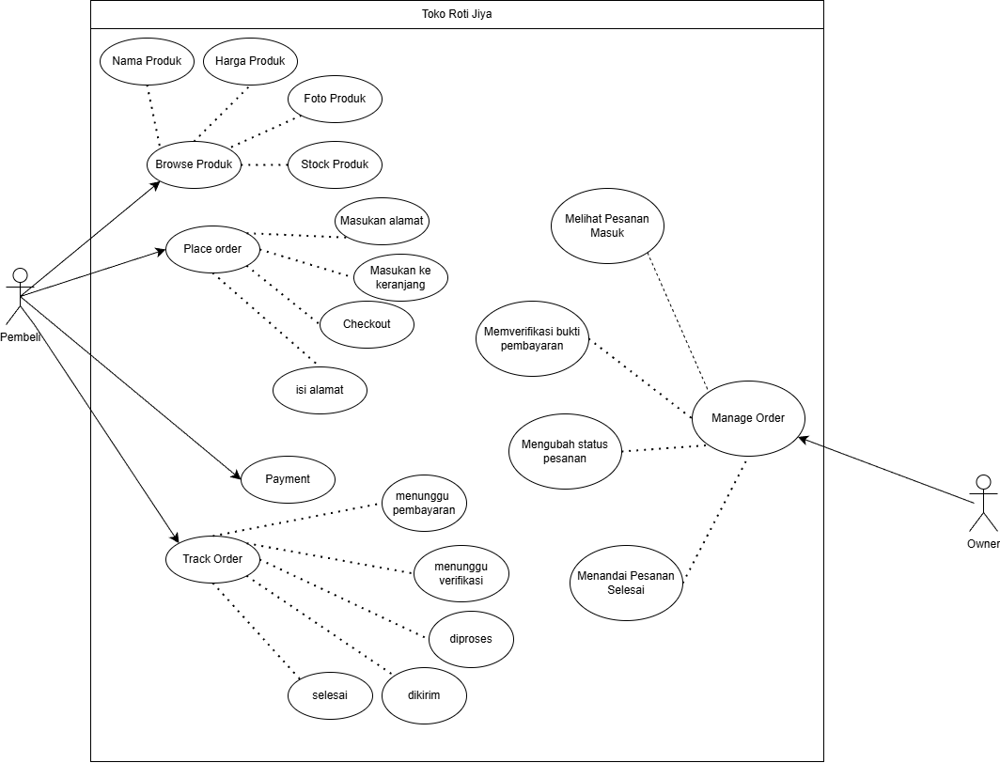 Toko Roti Jiya
Nama Produk
Harga Produk
Foto Produk
Browse Produk
Stock Produk
Masukan alamat
Place order
Masukan ke
keranjang
Checkout
isi alamat
Pembeli
Payment
menunggu
pembayaran
Track Order
menunggu
verifikasi
diproses
selesai
dikirim
Melihat Pesanan
Masuk
Memverifikasi bukti
pembayaran
Manage Order
Mengubah status
pesanan
Menandai Pesanan
Selesai
Owner